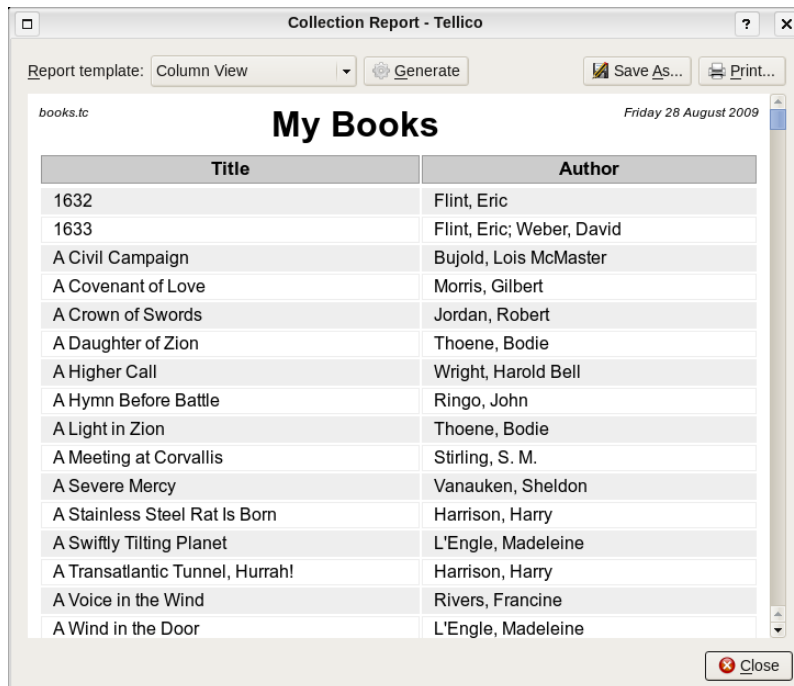 Collection Report - Tellico
Report template: Column View Generate Save As... Print...
books.tc My Books Friday 28 August 2009
Title Author
1632 Flint, Eric
1633 Flint, Eric; Weber, David
A Civil Campaign Bujold, Lois McMaster
A Covenant of Love Morris, Gilbert
A Crown of Swords Jordan, Robert
A Daughter of Zion Thoene, Bodie
A Higher Call Wright, Harold Bell
A Hymn Before Battle Ringo, John
A Light in Zion Thoene, Bodie
A Meeting at Corvallis Stirling, S. M.
A Severe Mercy Vanauken, Sheldon
A Stainless Steel Rat Is Born Harrison, Harry
A Swiftly Tilting Planet L'Engle, Madeleine
A Transatlantic Tunnel, Hurrah! Harrison, Harry
A Voice in the Wind Rivers, Francine
A Wind in the Door L'Engle, Madeleine
Close